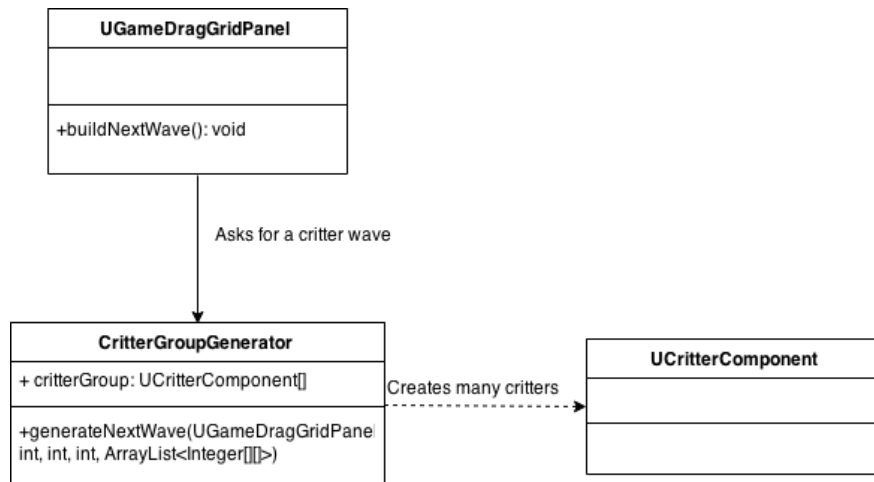 UGameDragGridPanel
+buildNextWave(): void
Asks for a critter wave
CritterGroupGenerator
+ critterGroup: UCritterComponent[]
+generateNextWave(UGameDragGridPanel
int, int, int, ArrayList<Integer[][]>)
Creates many critters
UCritterComponent